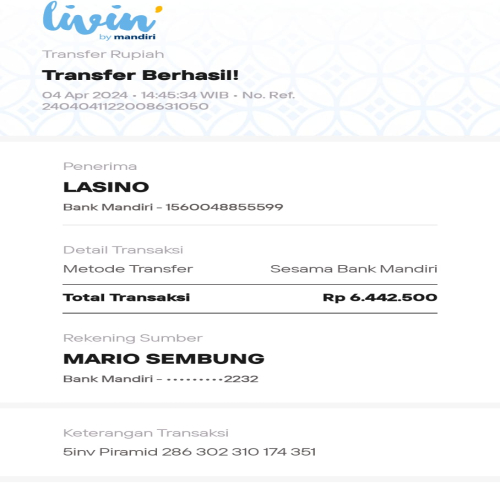 livin'
by mandiri
Transfer Rupiah
Transfer Berhasil!
04 Apr 2024 • 14:45:34 WIB • No. Ref.
2404041122008631050
Penerima
LASINO
Bank Mandiri - 1560048855599
Detail Transaksi
Metode Transfer Sesama Bank Mandiri
Total Transaksi Rp 6.442.500
Rekening Sumber
MARIO SEMBUNG
Bank Mandiri - •••••••••2232
Keterangan Transaksi
5inv Piramid 286 302 310 174 351